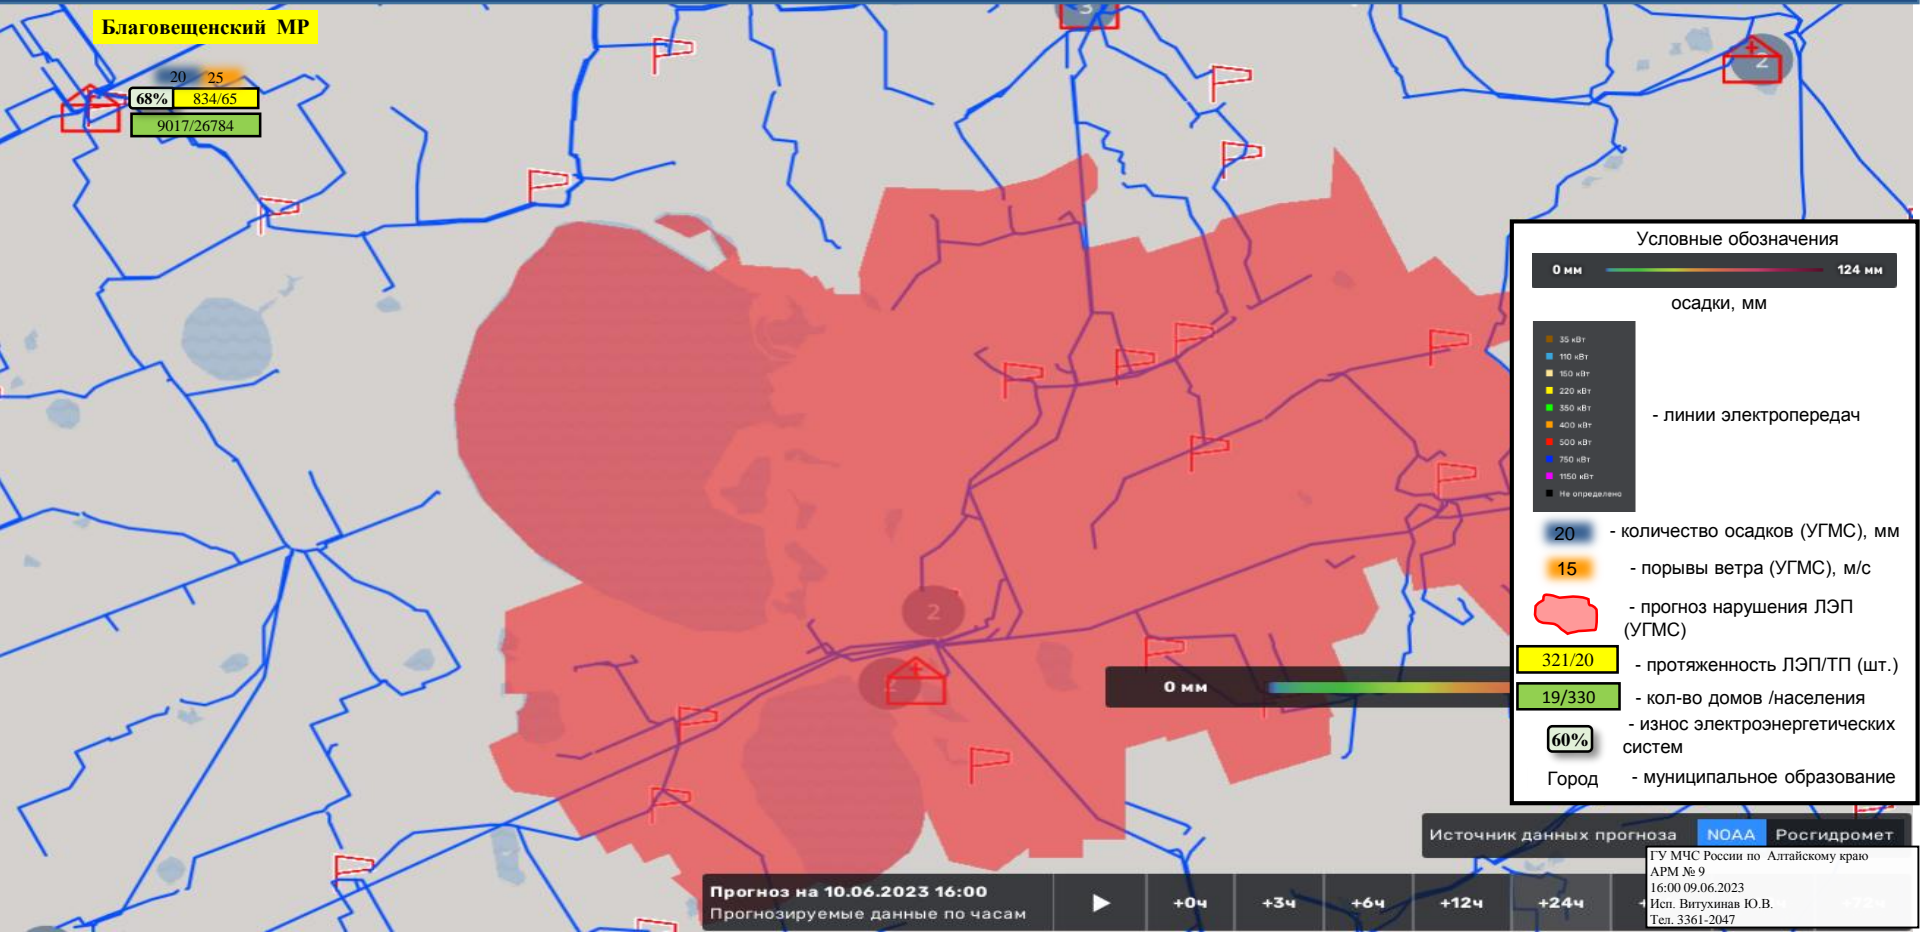 Благовещенский МР
20 25
68% 834/65
9017/26784
3
2
2
2
Условные обозначения
0 мм 124 мм
осадки, мм
35 кВт
110 кВт
150 кВт
220 кВт
350 кВт
400 кВт
500 кВт
750 кВт
1150 кВт
Не определено
- линии электропередач
20 - количество осадков (УГМС), мм
15 - порывы ветра (УГМС), м/с
- прогноз нарушения ЛЭП
(УГМС)
321/20 - протяженность ЛЭП/ТП (шт.)
19/330 - кол-во домов /населения
60% - износ электроэнергетических
систем
Город - муниципальное образование
0 мм
Источник данных прогноза NOAA Росгидромет
Прогноз на 10.06.2023 16:00
Прогнозируемые данные по часам
+0ч +3ч +6ч +12ч +24ч
ГУ МЧС России по Алтайскому краю
АРМ № 9
16:00 09.06.2023
Исп. Витухинав Ю.В.
Тел. 3361-2047